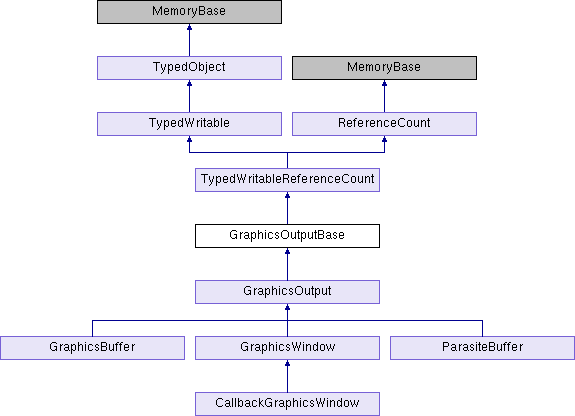 MemoryBase
TypedObject
MemoryBase
TypedWritable
ReferenceCount
TypedWritableReferenceCount
GraphicsOutputBase
GraphicsOutput
GraphicsBuffer
GraphicsWindow
ParasiteBuffer
CallbackGraphicsWindow